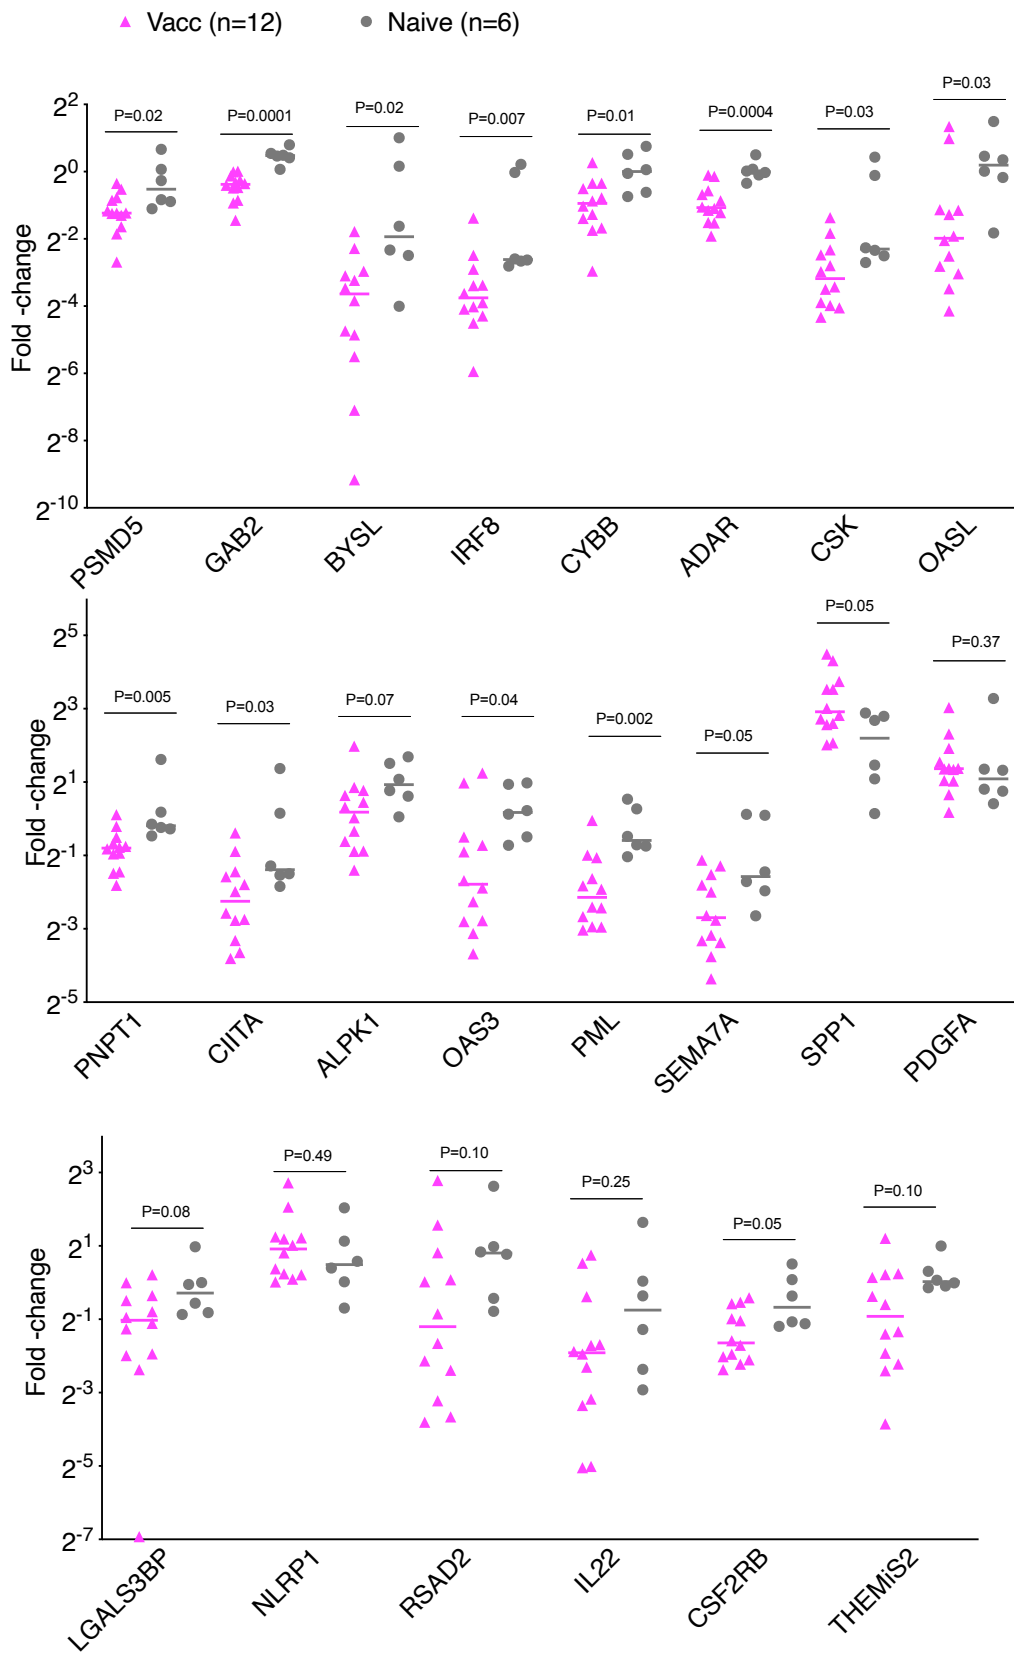 Vacc (n=12) Naive (n=6)
P=0.02 P=0.0001 P=0.02 P=0.007 P=0.01 P=0.0004 P=0.03 P=0.03
Fold -change
2^2
2^0
2^-2
2^-4
2^-6
2^-8
2^-10
PSMD5 GAB2 BYSL IRF8 CYBB ADAR CSK OASL
P=0.005 P=0.03 P=0.07 P=0.04 P=0.002 P=0.05 P=0.05 P=0.37
Fold-change
2^5
2^3
2^1
2^-1
2^-3
2^-5
PNPT1 CIITA ALPK1 OAS3 PML SEMA7A SPP1 PDGFA
P=0.08 P=0.49 P=0.10 P=0.25 P=0.05 P=0.10
Fold-change
2^3
2^1
2^-1
2^-3
2^-5
2^-7
LGALS3BP NLRP1 RSAD2 IL22 CSF2RB THEMiS2